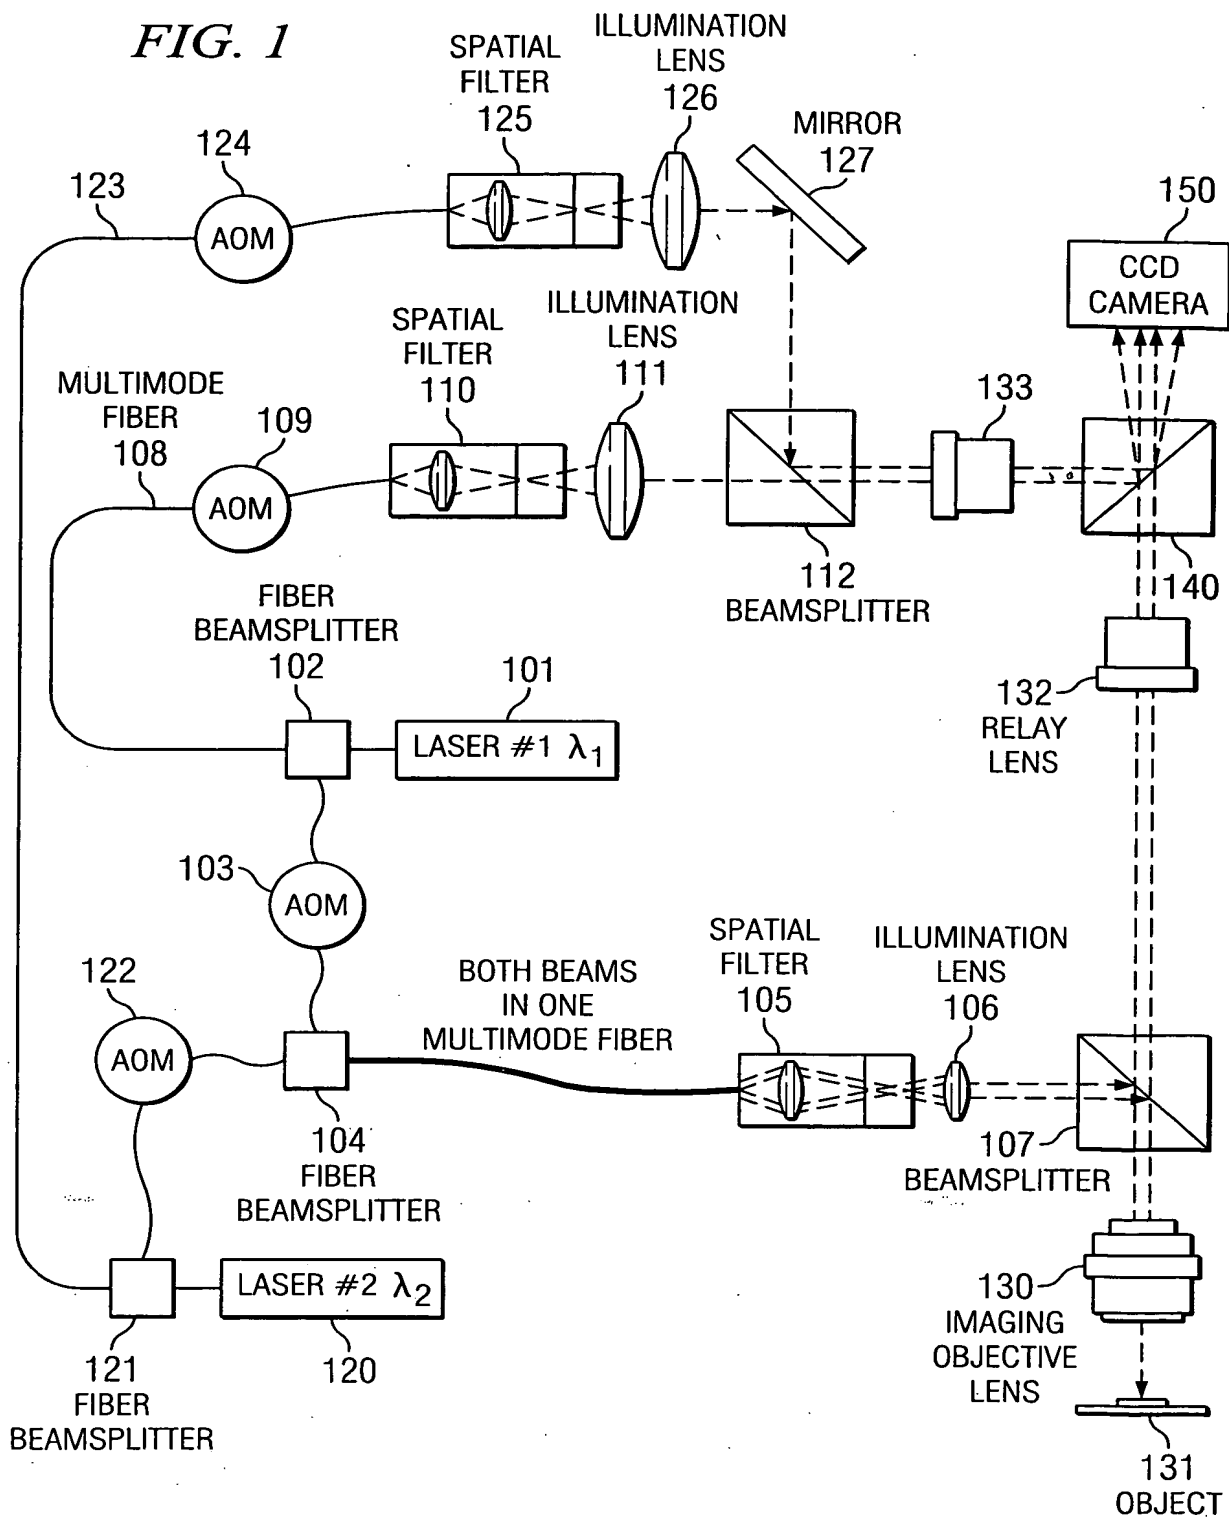 FIG. 1
SPATIAL
FILTER
125
ILLUMINATION
LENS
126
MIRROR
127
124
123
AOM
150
CCD
CAMERA
SPATIAL
FILTER
110
ILLUMINATION
LENS
111
MULTIMODE
FIBER
108
109
AOM
133
112
BEAMSPLITTER
140
FIBER
BEAMSPLITTER
102
101
LASER #1 λ1
132
RELAY
LENS
103
AOM
122
AOM
BOTH BEAMS
IN ONE
MULTIMODE FIBER
SPATIAL
FILTER
105
ILLUMINATION
LENS
106
104
FIBER
BEAMSPLITTER
107
BEAMSPLITTER
LASER #2 λ2
121
FIBER
BEAMSPLITTER
120
130
IMAGING
OBJECTIVE
LENS
131
OBJECT